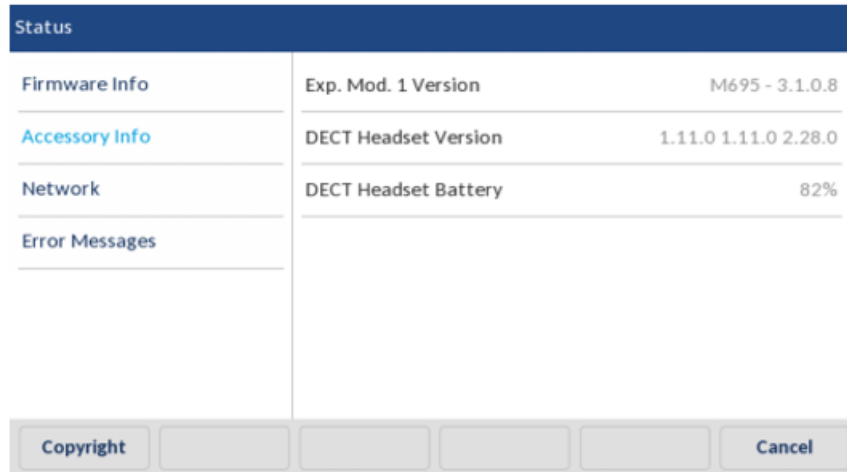 Status
Firmware Info
Accessory Info
Network
Error Messages
Exp. Mod. 1 Version M695 - 3.1.0.8
DECT Headset Version 1.11.0 1.11.0 2.28.0
DECT Headset Battery 82%
Copyright Cancel